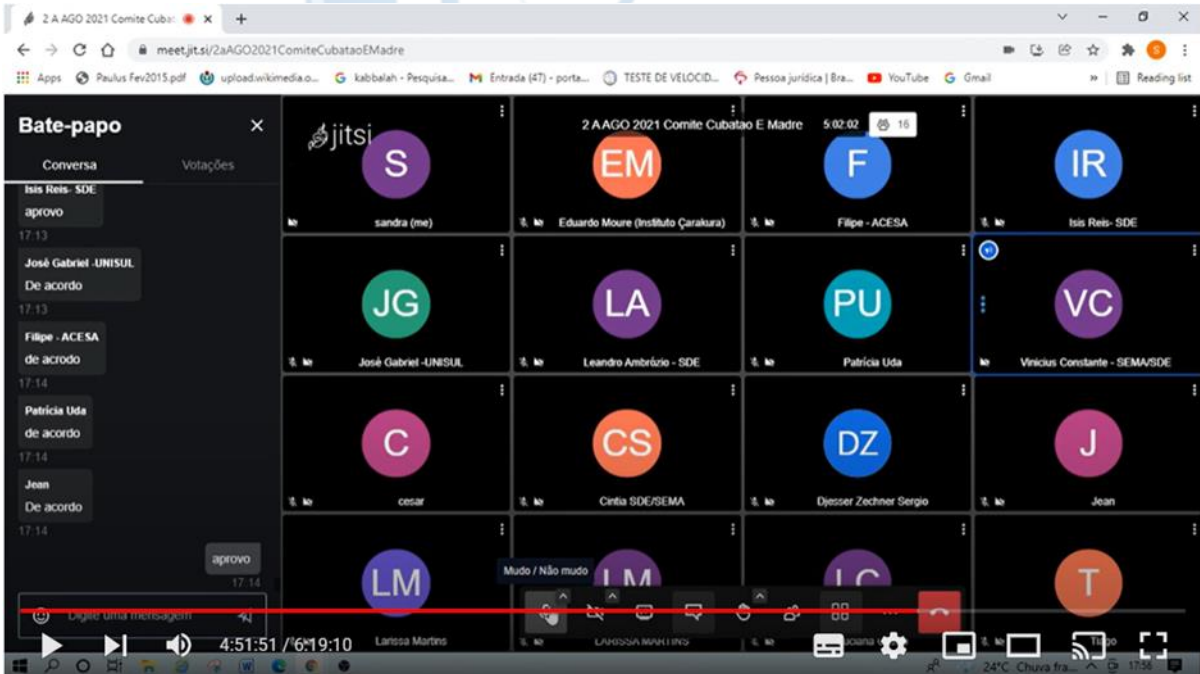 2 A AGO 2021 Comite Cuba
meet.jit.si/2aAGO2021ComiteCubataoEMadre
Apps
Paulus Fev2015.pdf
upload.wikimedia.o...
kabbalah - Pesquisa...
Entrada (47) - porta...
TESTE DE VELOCID...
Pessoa jurídica | Bra...
YouTube
Gmail
Reading list
Bate-papo
Conversa
Votações
Isis Reis- SDE
aprovo
17:13
José Gabriel -UNISUL
De acordo
17:13
Filipe - ACESA
de acrodo
17:14
Patrícia Uda
de acordo
17:14
Jean
De acordo
17:14
aprovo
17:14
Digite uma mensagem
jitsi
2 A AGO 2021 Comite Cubatao E Madre
5:02:02
16
S
sandra (me)
EM
Eduardo Moure (Instituto Çarakura)
F
Filipe - ACESA
IR
Isis Reis- SDE
JG
José Gabriel -UNISUL
LA
Leandro Ambrózio - SDE
PU
Patrícia Uda
VC
Vinicius Constante - SEMA/SDE
C
cesar
CS
Cintia SDE/SEMA
DZ
Djesser Zechner Sergio
J
Jean
LM
Larissa Martins
Mudo / Não mudo
LM
LARISSA MARTINS
LC
T
Tiago
4:51:51 / 6:19:10
24°C Chuva fra...
17:56